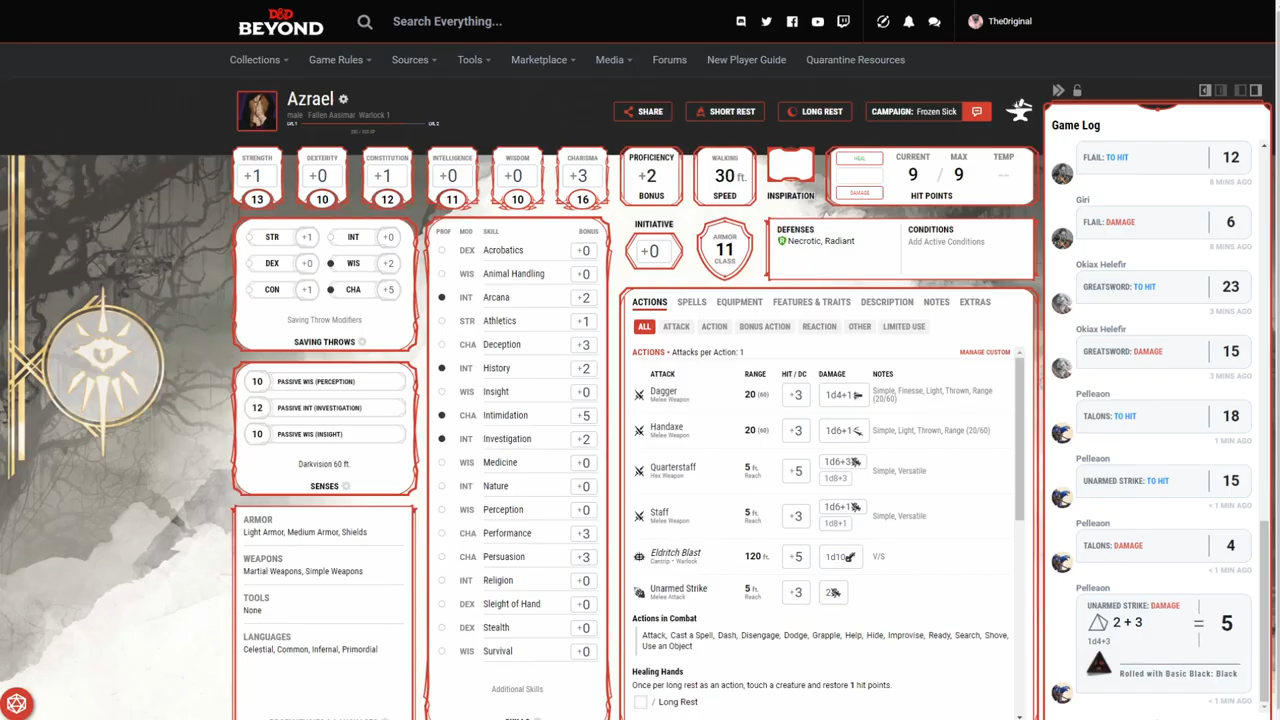 D&D
BEYOND
Search Everything...
The0riginal
Collections
Game Rules
Sources
Tools
Marketplace
Media
Forums
New Player Guide
Quarantine Resources
Azrael
male Fallen Aasimar Warlock 1
LVL 1
LVL 2
SHARE
SHORT REST
LONG REST
CAMPAIGN: Frozen Sick
STRENGTH
+1
13
DEXTERITY
+0
10
CONSTITUTION
+1
12
INTELLIGENCE
+0
11
WISDOM
+0
10
CHARISMA
+3
16
PROFICIENCY
+2
BONUS
WALKING
30 ft.
SPEED
INSPIRATION
HEAL
DAMAGE
CURRENT
9
/
MAX
9
TEMP
--
HIT POINTS
STR +1
INT +0
DEX +0
WIS +2
CON +1
CHA +5
Saving Throw Modifiers
SAVING THROWS
10 PASSIVE WIS (PERCEPTION)
12 PASSIVE INT (INVESTIGATION)
10 PASSIVE WIS (INSIGHT)
Darkvision 60 ft.
SENSES
ARMOR
Light Armor, Medium Armor, Shields
WEAPONS
Martial Weapons, Simple Weapons
TOOLS
None
LANGUAGES
Celestial, Common, Infernal, Primordial
PROF MOD SKILL BONUS
DEX Acrobatics +0
WIS Animal Handling +0
INT Arcana +2
STR Athletics +1
CHA Deception +3
INT History +2
WIS Insight +0
CHA Intimidation +5
INT Investigation +2
WIS Medicine +0
INT Nature +0
WIS Perception +0
CHA Performance +3
CHA Persuasion +3
INT Religion +0
DEX Sleight of Hand +0
DEX Stealth +0
WIS Survival +0
Additional Skills
INITIATIVE
+0
ARMOR
11
CLASS
DEFENSES
Necrotic, Radiant
CONDITIONS
Add Active Conditions
ACTIONS SPELLS EQUIPMENT FEATURES & TRAITS DESCRIPTION NOTES EXTRAS
ALL ATTACK ACTION BONUS ACTION REACTION OTHER LIMITED USE
ACTIONS • Attacks per Action: 1
MANAGE CUSTOM
ATTACK RANGE HIT / DC DAMAGE NOTES
Dagger
Melee Weapon
20 (60)
+3
1d4+1
Simple, Finesse, Light, Thrown, Range
(20/60)
Handaxe
Melee Weapon
20 (60)
+3
1d6+1
Simple, Light, Thrown, Range (20/60)
Quarterstaff
Hex Weapon
5 ft.
Reach
+5
1d6+3
1d8+3
Simple, Versatile
Staff
Melee Weapon
5 ft.
Reach
+3
1d6+1
1d8+1
Simple, Versatile
Eldritch Blast
Cantrip • Warlock
120 ft.
+5
1d10
V/S
Unarmed Strike
Melee Attack
5 ft.
Reach
+3
2
Actions in Combat
Attack, Cast a Spell, Dash, Disengage, Dodge, Grapple, Help, Hide, Improvise, Ready, Search, Shove,
Use an Object
Healing Hands
Once per long rest as an action, touch a creature and restore 1 hit points.
/ Long Rest
Game Log
FLAIL: TO HIT
12
8 MINS AGO
Giri
FLAIL: DAMAGE
6
8 MINS AGO
Okiax Helefir
GREATSWORD: TO HIT
23
3 MINS AGO
Okiax Helefir
GREATSWORD: DAMAGE
15
3 MINS AGO
Pelleaon
TALONS: TO HIT
18
1 MIN AGO
Pelleaon
UNARMED STRIKE: TO HIT
15
< 1 MIN AGO
Pelleaon
TALONS: DAMAGE
4
< 1 MIN AGO
Pelleaon
UNARMED STRIKE: DAMAGE
2 + 3
=
5
1d4+3
Rolled with Basic Black: Black
< 1 MIN AGO